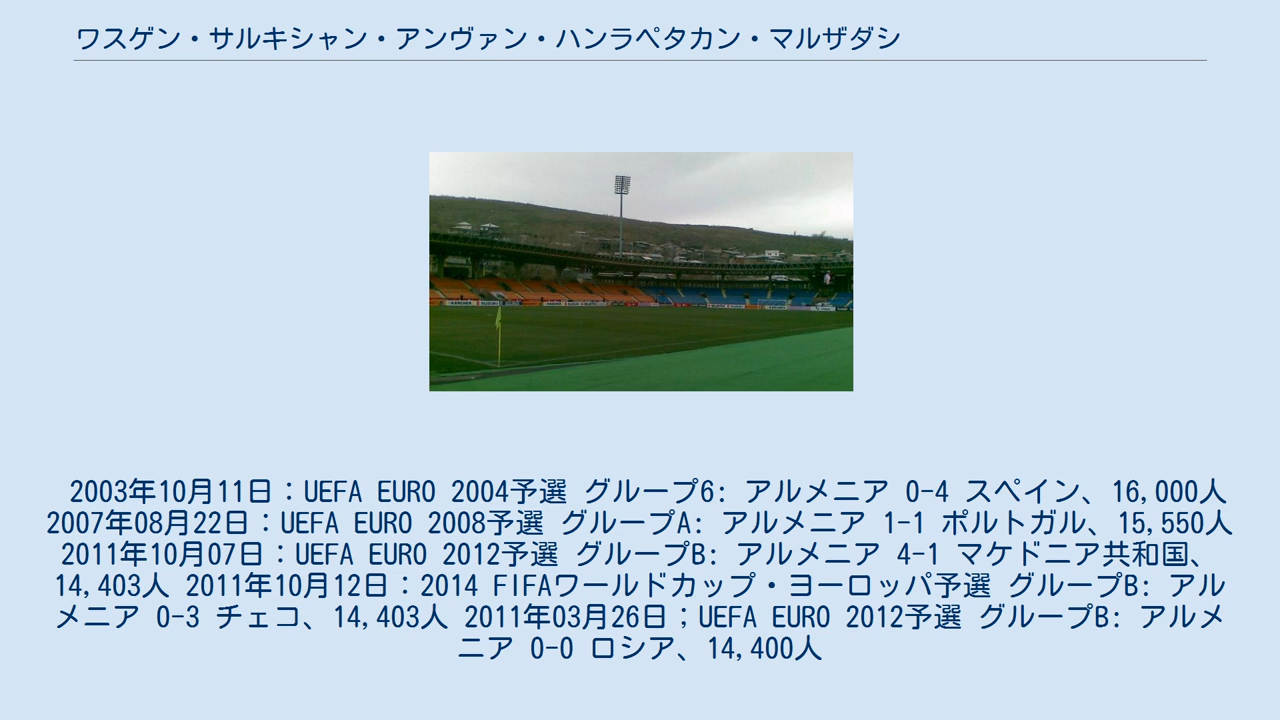 ワスゲン・サルキシャン・アンヴァン・ハンラペタカン・マルザダシ
2003年10月11日：UEFA EURO 2004予選 グループ6: アルメニア 0-4 スペイン、16,000人
2007年08月22日：UEFA EURO 2008予選 グループA: アルメニア 1-1 ポルトガル、15,550人
2011年10月07日：UEFA EURO 2012予選 グループB: アルメニア 4-1 マケドニア共和国、
14,403人 2011年10月12日：2014 FIFAワールドカップ・ヨーロッパ予選 グループB: アル
メニア 0-3 チェコ、14,403人 2011年03月26日；UEFA EURO 2012予選 グループB: アルメ
ニア 0-0 ロシア、14,400人